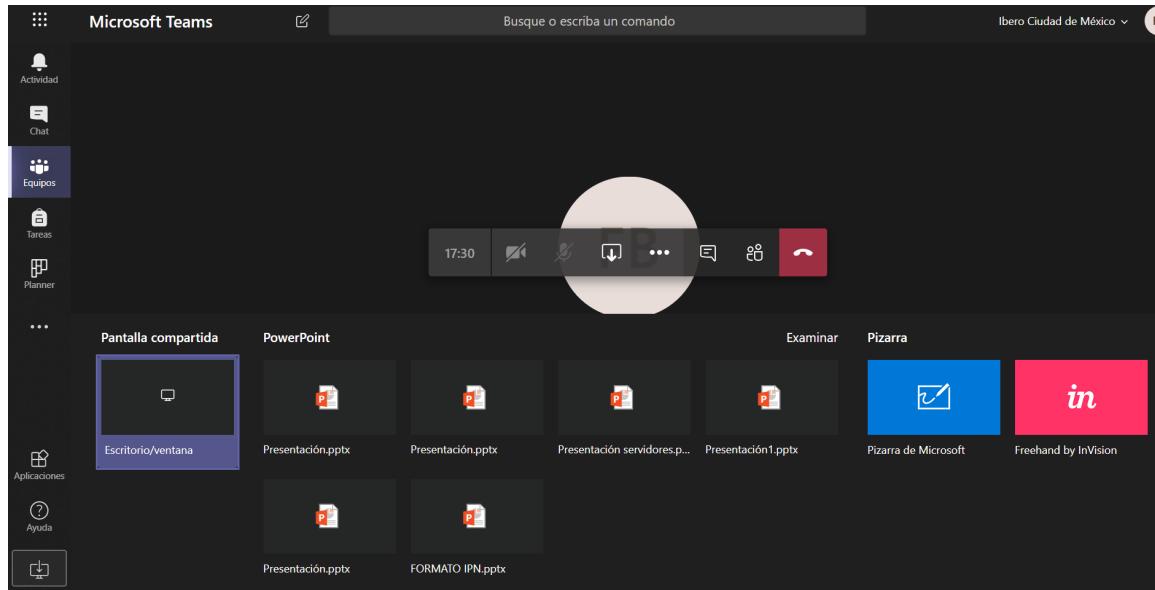 Microsoft Teams
Busque o escriba un comando
Ibero Ciudad de México
Actividad
Chat
Equipos
Tareas
Planner
Aplicaciones
Ayuda
FB
17:30
Pantalla compartida
PowerPoint
Examinar
Pizarra
in
Escritorio/ventana
Presentación.pptx
Presentación.pptx
Presentación servidores.p...
Presentación1.pptx
Pizarra de Microsoft
Freehand by InVision
Presentación.pptx
FORMATO IPN.pptx